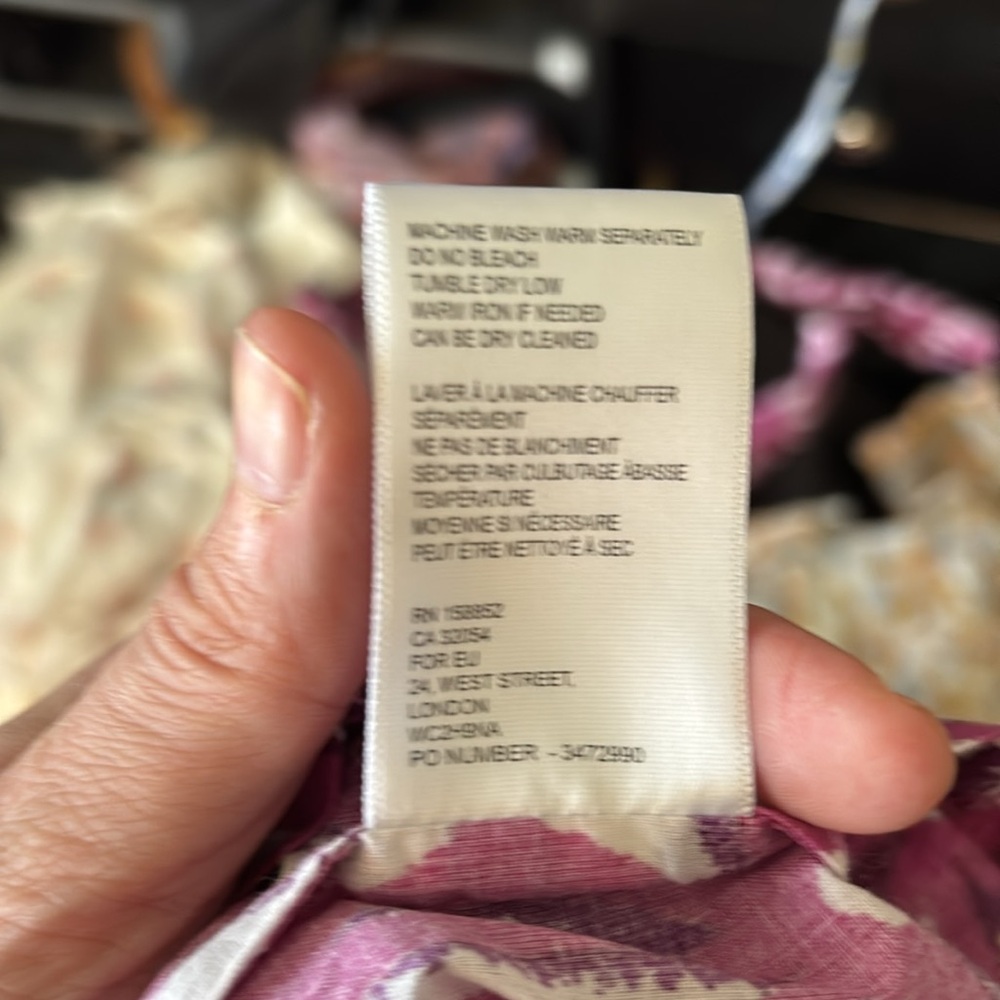 MACHINE WASH WARM SEPARATELY
DO NO BLEACH
TUMBLE DRY LOW
WARM IRON IF NEEDED
CAN BE DRY CLEANED
LAVER À LA MACHINE CHAUFFER
SÉPARÉMENT
NE PAS DE BLANCHIMENT
SÉCHER PAR CULBUTAGE ÀBASSE
TEMPÉRATURE
MOYENNE SI NÉCESSAIRE
PEUT ÊTRE NETTOYÉ À SEC
RN 158852
CA 32054
FOR EU
24, WEST STREET,
LONDON
WC2H9NA
PO NUMBER - 3472990